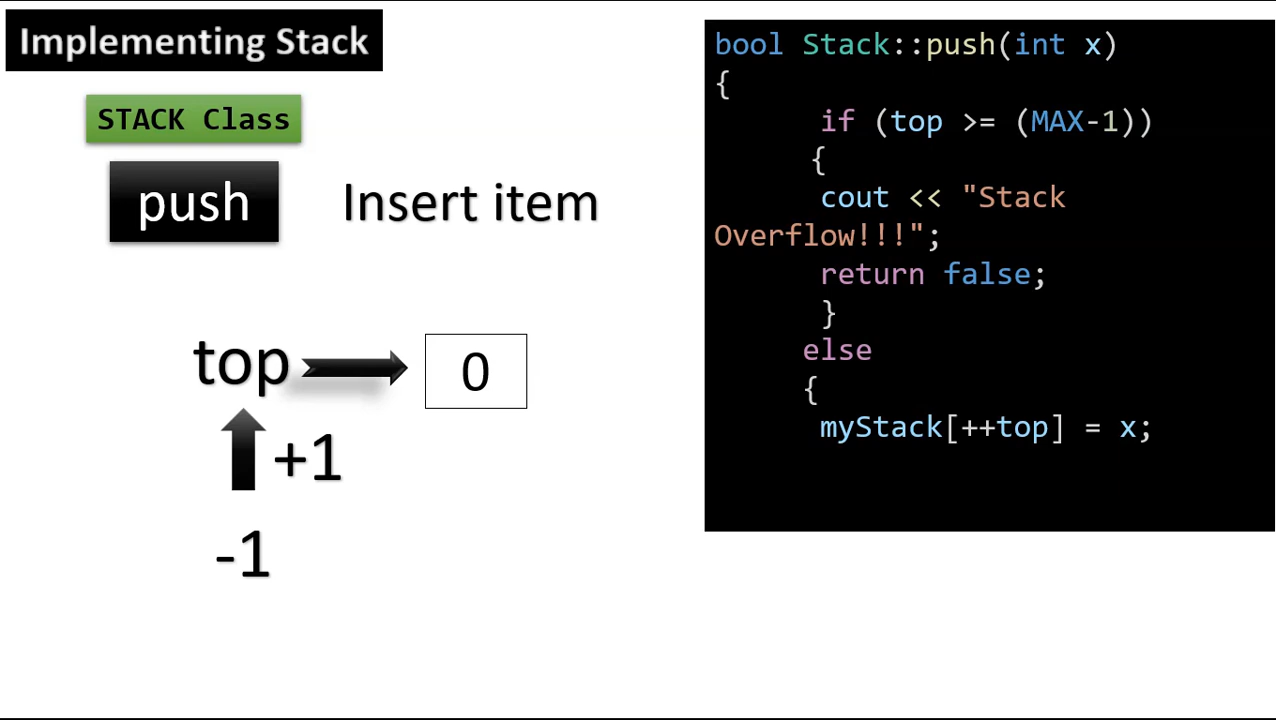 Implementing Stack
STACK Class
push
Insert item
top
0
+1
-1
bool Stack::push(int x)
{
if (top >= (MAX-1))
{
cout << "Stack
Overflow!!!";
return false;
}
else
{
myStack[++top] = x;